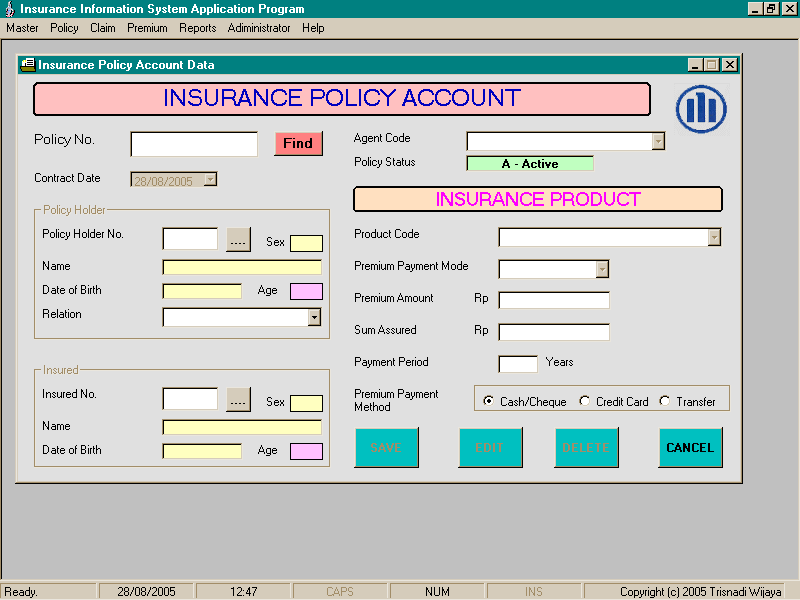 Insurance Information System Application Program
Master Policy Claim Premium Reports Administrator Help
Insurance Policy Account Data
INSURANCE POLICY ACCOUNT
Policy No.
Find
Contract Date
28/08/2005
Policy Holder
Policy Holder No.
....
Sex
Name
Date of Birth
Age
Relation
Insured
Insured No.
....
Sex
Name
Date of Birth
Age
Agent Code
Policy Status
A - Active
INSURANCE PRODUCT
Product Code
Premium Payment Mode
Premium Amount Rp
Sum Assured Rp
Payment Period
Years
Premium Payment
Method
Cash/Cheque Credit Card Transfer
SAVE EDIT DELETE CANCEL
Ready. 28/08/2005 12:47 CAPS NUM INS Copyright (c) 2005 Trisnadi Wijaya